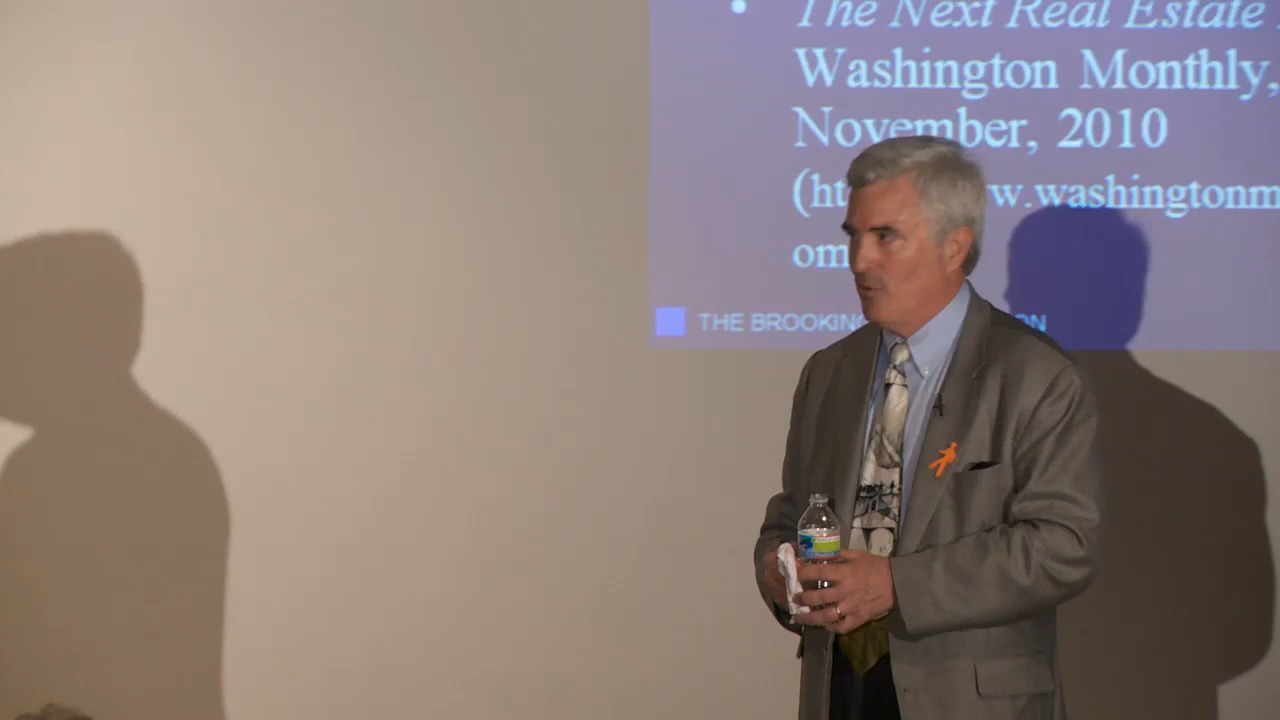 • The Next Real Estate
Washington Monthly,
November, 2010
(ht w.washingtonm
om
THE BROOKING ON